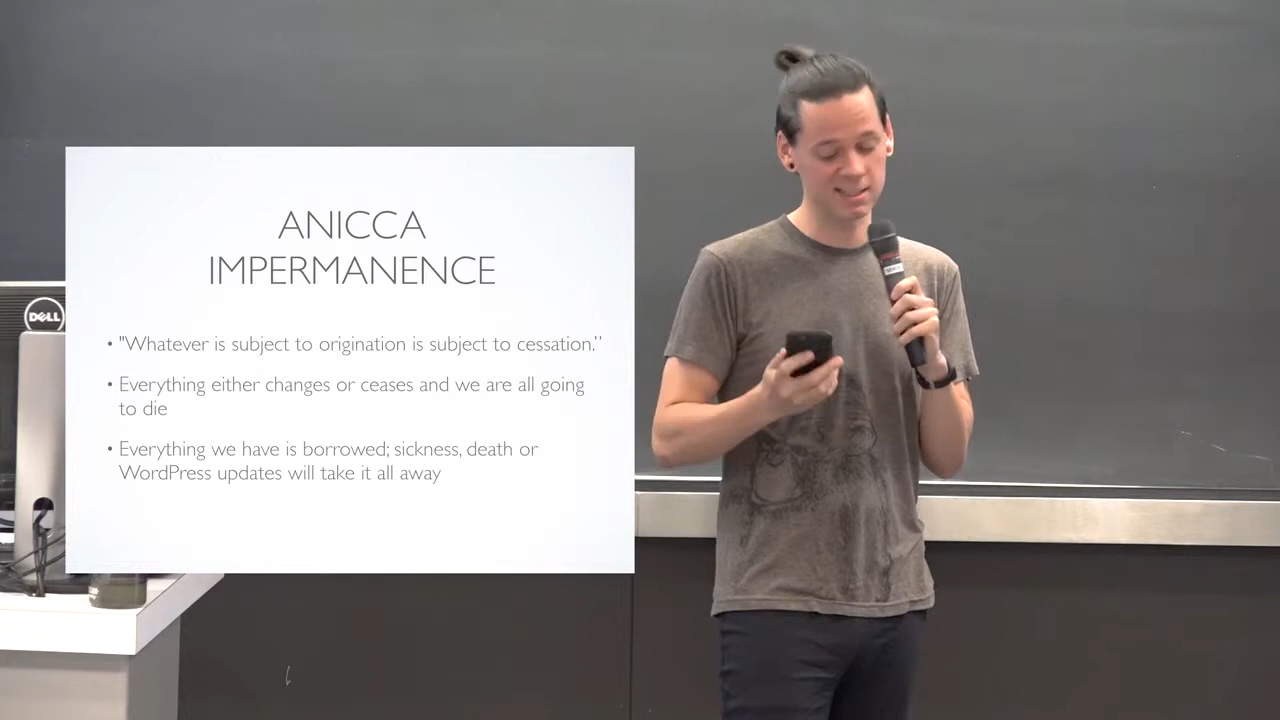 ANICCA
IMPERMANENCE
• "Whatever is subject to origination is subject to cessation.”
• Everything either changes or ceases and we are all going
to die
• Everything we have is borrowed; sickness, death or
WordPress updates will take it all away
DELL